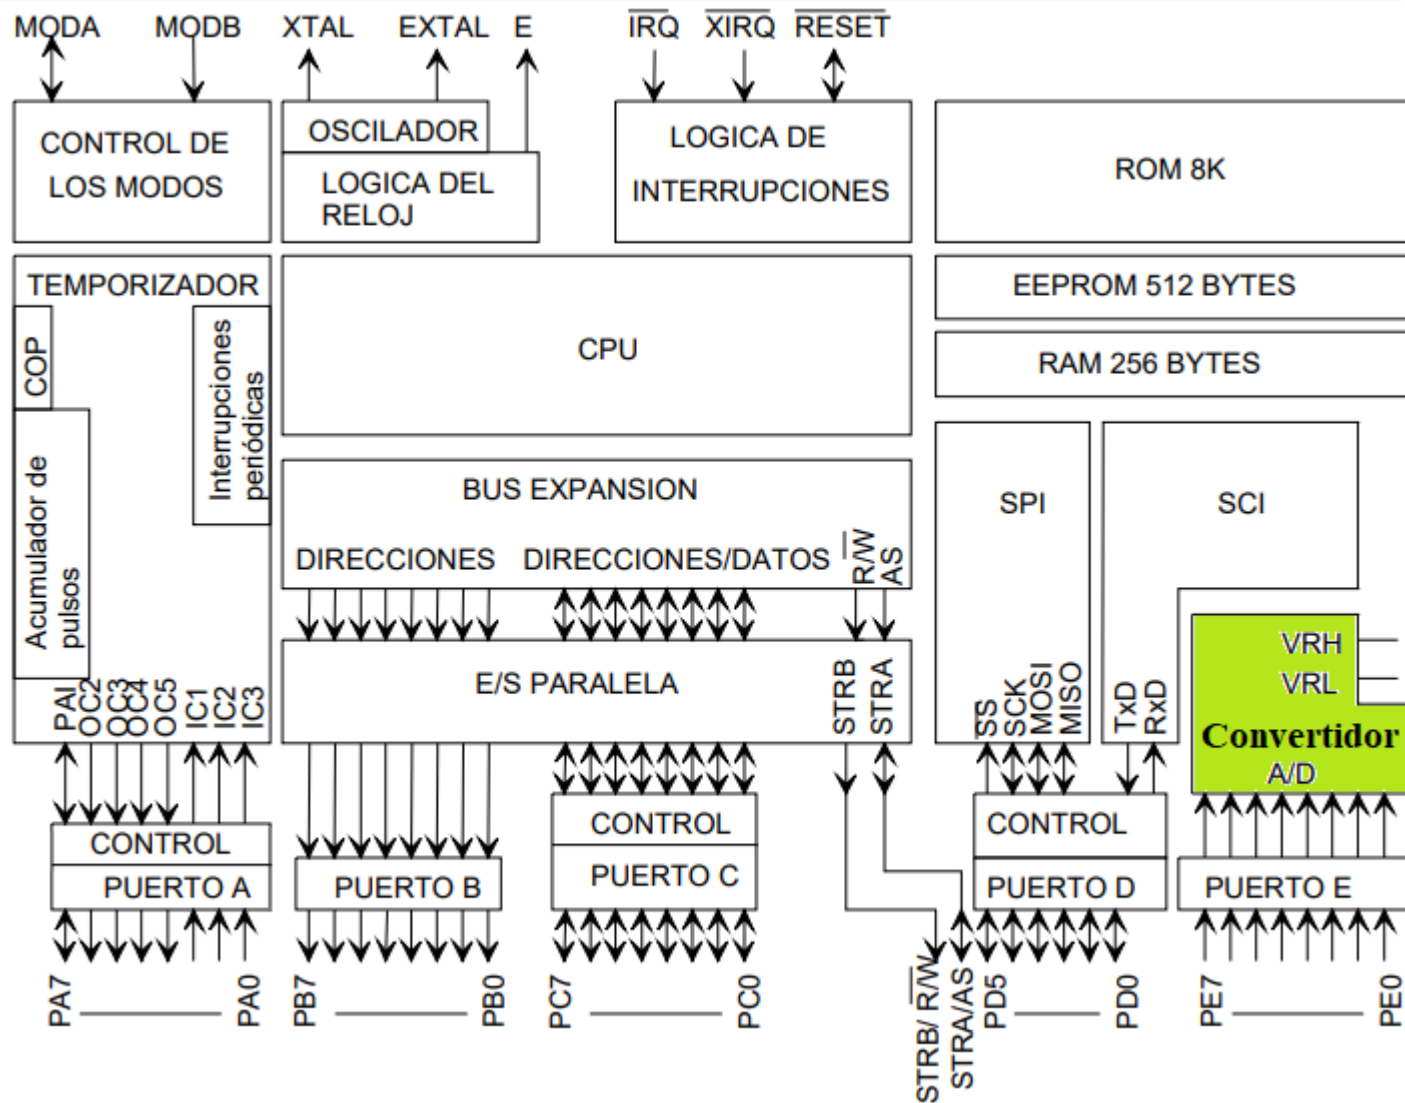 MODA
MODB
XTAL
EXTAL
E
IRQ
XIRQ
RESET
CONTROL DE
LOS MODOS
OSCILADOR
LOGICA DEL
RELOJ
LOGICA DE
INTERRUPCIONES
ROM 8K
TEMPORIZADOR
COP
Interrupciones
periódicas
Acumulador de
pulsos
CPU
EEPROM 512 BYTES
RAM 256 BYTES
BUS EXPANSION
DIRECCIONES
DIRECCIONES/DATOS
R/W
AS
SPI
SCI
PAI
OC2
OC3
OC4
OC5
IC1
IC2
IC3
E/S PARALELA
STRB
STRA
SS
SCK
MOSI
MISO
TxD
RxD
VRH
VRL
Convertidor
A/D
CONTROL
PUERTO A
PUERTO B
CONTROL
PUERTO C
CONTROL
PUERTO D
PUERTO E
PA7
PA0
PB7
PB0
PC7
PC0
STRB/ R/W
STRA/AS
PD5
PD0
PE7
PE0